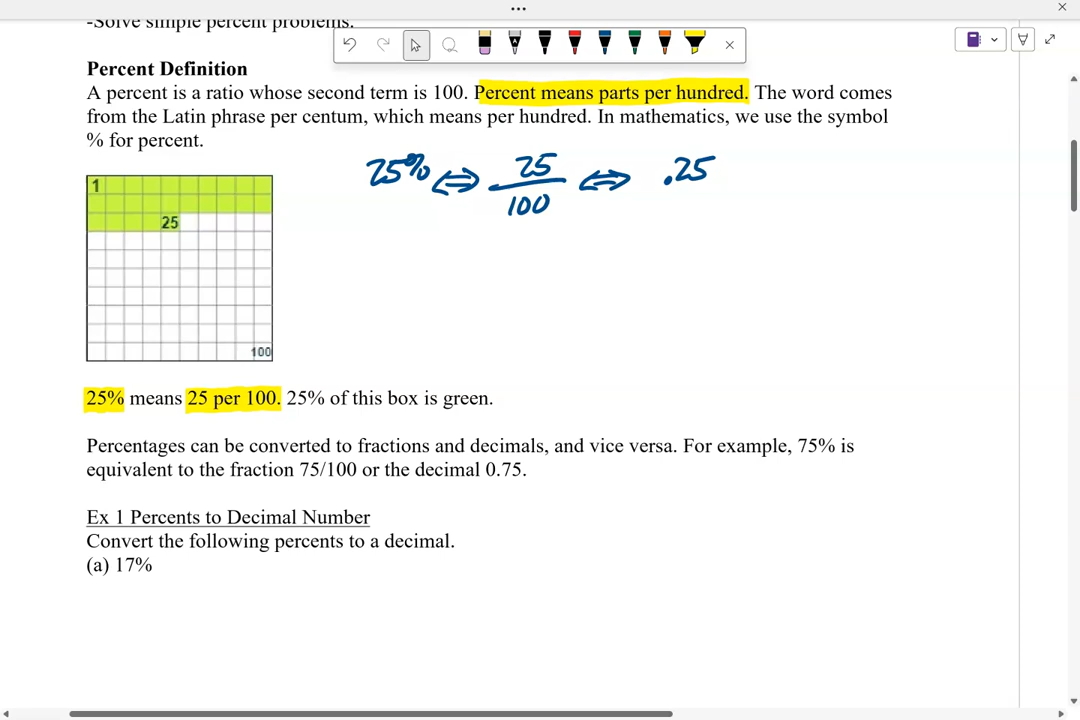 -Solve simple percent problems.
Percent Definition
A percent is a ratio whose second term is 100. Percent means parts per hundred. The word comes
from the Latin phrase per centum, which means per hundred. In mathematics, we use the symbol
% for percent.
25% ⇔ 25/100 ⇔ .25
1
25
100
25% means 25 per 100. 25% of this box is green.
Percentages can be converted to fractions and decimals, and vice versa. For example, 75% is
equivalent to the fraction 75/100 or the decimal 0.75.
Ex 1 Percents to Decimal Number
Convert the following percents to a decimal.
(a) 17%